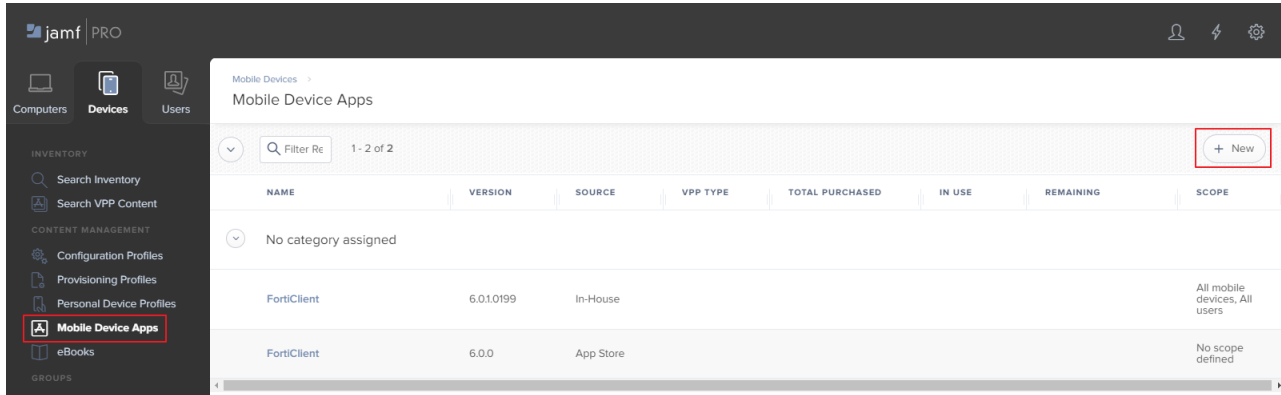 jamf PRO
Computers Devices Users
Mobile Devices >
Mobile Device Apps
INVENTORY
Search Inventory
Search VPP Content
CONTENT MANAGEMENT
Configuration Profiles
Provisioning Profiles
Personal Device Profiles
Mobile Device Apps
eBooks
GROUPS
Filter Re 1 - 2 of 2
+ New
NAME VERSION SOURCE VPP TYPE TOTAL PURCHASED IN USE REMAINING SCOPE
No category assigned
FortiClient 6.0.1.0199 In-House All mobile
devices, All
users
FortiClient 6.0.0 App Store No scope
defined